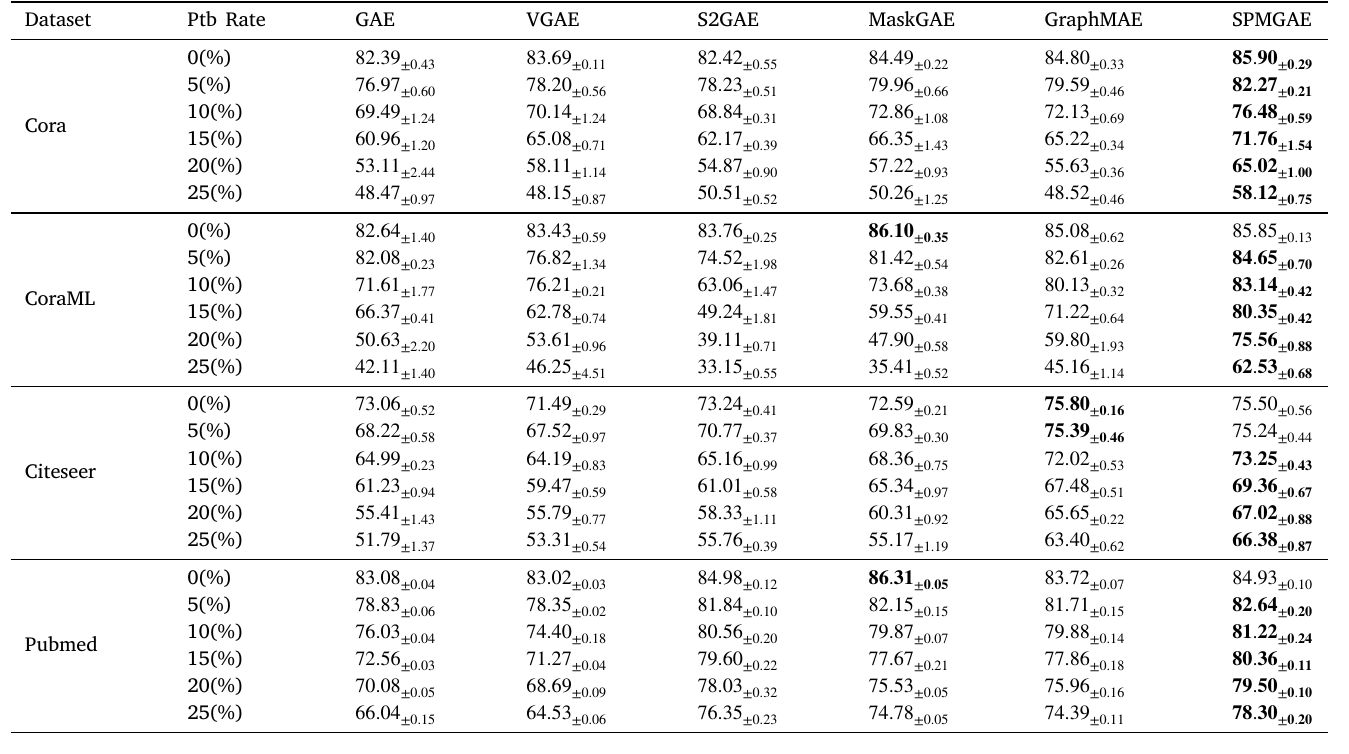 Dataset Ptb Rate GAE VGAE S2GAE MaskGAE GraphMAE SPMGAE
0(%) 82.39±0.43 83.69±0.11 82.42±0.55 84.49±0.22 84.80±0.33 85.90±0.29
5(%) 76.97±0.60 78.20±0.56 78.23±0.51 79.96±0.66 79.59±0.46 82.27±0.21
10(%) 69.49±1.24 70.14±1.24 68.84±0.31 72.86±1.08 72.13±0.69 76.48±0.59
Cora
15(%) 60.96±1.20 65.08±0.71 62.17±0.39 66.35±1.43 65.22±0.34 71.76±1.54
20(%) 53.11±2.44 58.11±1.14 54.87±0.90 57.22±0.93 55.63±0.36 65.02±1.00
25(%) 48.47±0.97 48.15±0.87 50.51±0.52 50.26±1.25 48.52±0.46 58.12±0.75
0(%) 82.64±1.40 83.43±0.59 83.76±0.25 86.10±0.35 85.08±0.62 85.85±0.13
5(%) 82.08±0.23 76.82±1.34 74.52±1.98 81.42±0.54 82.61±0.26 84.65±0.70
10(%) 71.61±1.77 76.21±0.21 63.06±1.47 73.68±0.38 80.13±0.32 83.14±0.42
CoraML
15(%) 66.37±0.41 62.78±0.74 49.24±1.81 59.55±0.41 71.22±0.64 80.35±0.42
20(%) 50.63±2.20 53.61±0.96 39.11±0.71 47.90±0.58 59.80±1.93 75.56±0.88
25(%) 42.11±1.40 46.25±4.51 33.15±0.55 35.41±0.52 45.16±1.14 62.53±0.68
0(%) 73.06±0.52 71.49±0.29 73.24±0.41 72.59±0.21 75.80±0.16 75.50±0.56
5(%) 68.22±0.58 67.52±0.97 70.77±0.37 69.83±0.30 75.39±0.46 75.24±0.44
10(%) 64.99±0.23 64.19±0.83 65.16±0.99 68.36±0.75 72.02±0.53 73.25±0.43
Citeseer
15(%) 61.23±0.94 59.47±0.59 61.01±0.58 65.34±0.97 67.48±0.51 69.36±0.67
20(%) 55.41±1.43 55.79±0.77 58.33±1.11 60.31±0.92 65.65±0.22 67.02±0.88
25(%) 51.79±1.37 53.31±0.54 55.76±0.39 55.17±1.19 63.40±0.62 66.38±0.87
0(%) 83.08±0.04 83.02±0.03 84.98±0.12 86.31±0.05 83.72±0.07 84.93±0.10
5(%) 78.83±0.06 78.35±0.02 81.84±0.10 82.15±0.15 81.71±0.15 82.64±0.20
10(%) 76.03±0.04 74.40±0.18 80.56±0.20 79.87±0.07 79.88±0.14 81.22±0.24
Pubmed
15(%) 72.56±0.03 71.27±0.04 79.60±0.22 77.67±0.21 77.86±0.18 80.36±0.11
20(%) 70.08±0.05 68.69±0.09 78.03±0.32 75.53±0.05 75.96±0.16 79.50±0.10
25(%) 66.04±0.15 64.53±0.06 76.35±0.23 74.78±0.05 74.39±0.11 78.30±0.20